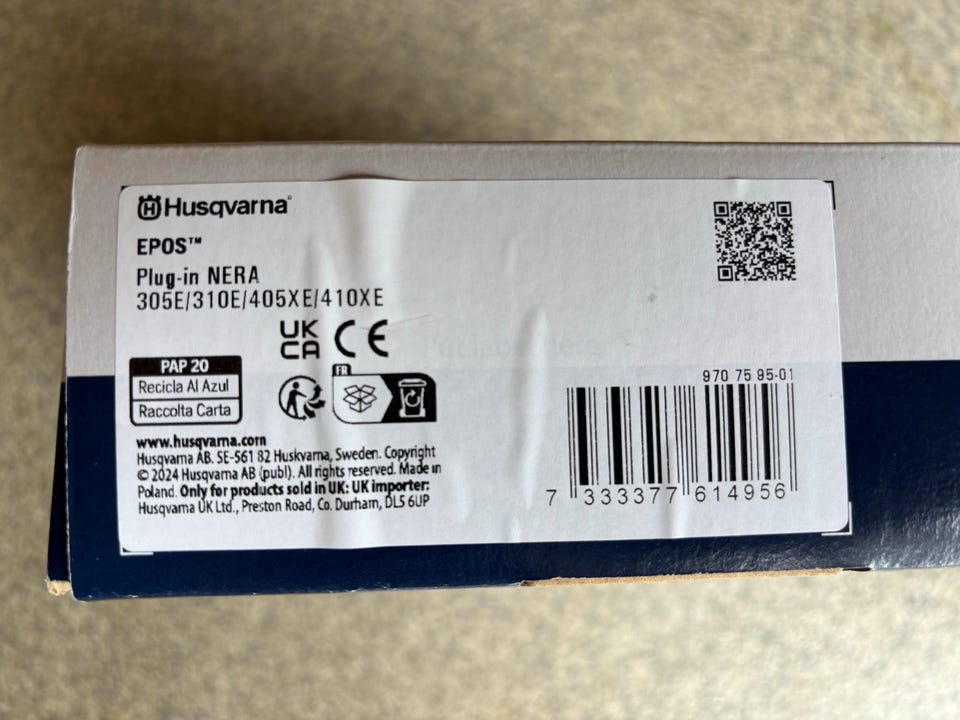 Husqvarna
EPOS™
Plug-in NERA
305E/310E/405XE/410XE
UK
CA CE
Put label here
PAP 20
Recicla Al Azul
Raccolta Carta
FR
www.husqvarna.com
Husqvarna AB. SE-561 82 Huskvarna, Sweden. Copyright
© 2024 Husqvarna AB (publ). All rights reserved. Made in
Poland. Only for products sold in UK: UK importer:
Husqvarna UK Ltd., Preston Road, Co. Durham, DL5 6UP
970 75 95-01
7 333377 614956